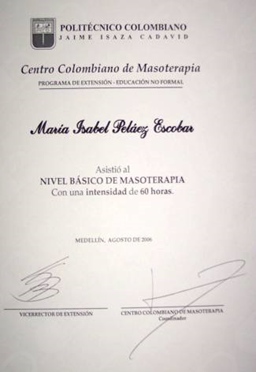 POLITÉCNICO COLOMBIANO
JAIME ISAZA CADAVID
Centro Colombiano de Masoterapia
PROGRAMA DE EXTENSIÓN - EDUCACIÓN NO FORMAL
María Isabel Peláez Escobar
Asistió al
NIVEL BÁSICO DE MASOTERAPIA
Con una intensidad de 60 horas.
MEDELLÍN, AGOSTO DE
VICERRECTOR DE EXTENSIÓN
CENTRO COLOMBIANO DE MASOTERAPIA
Coordinador